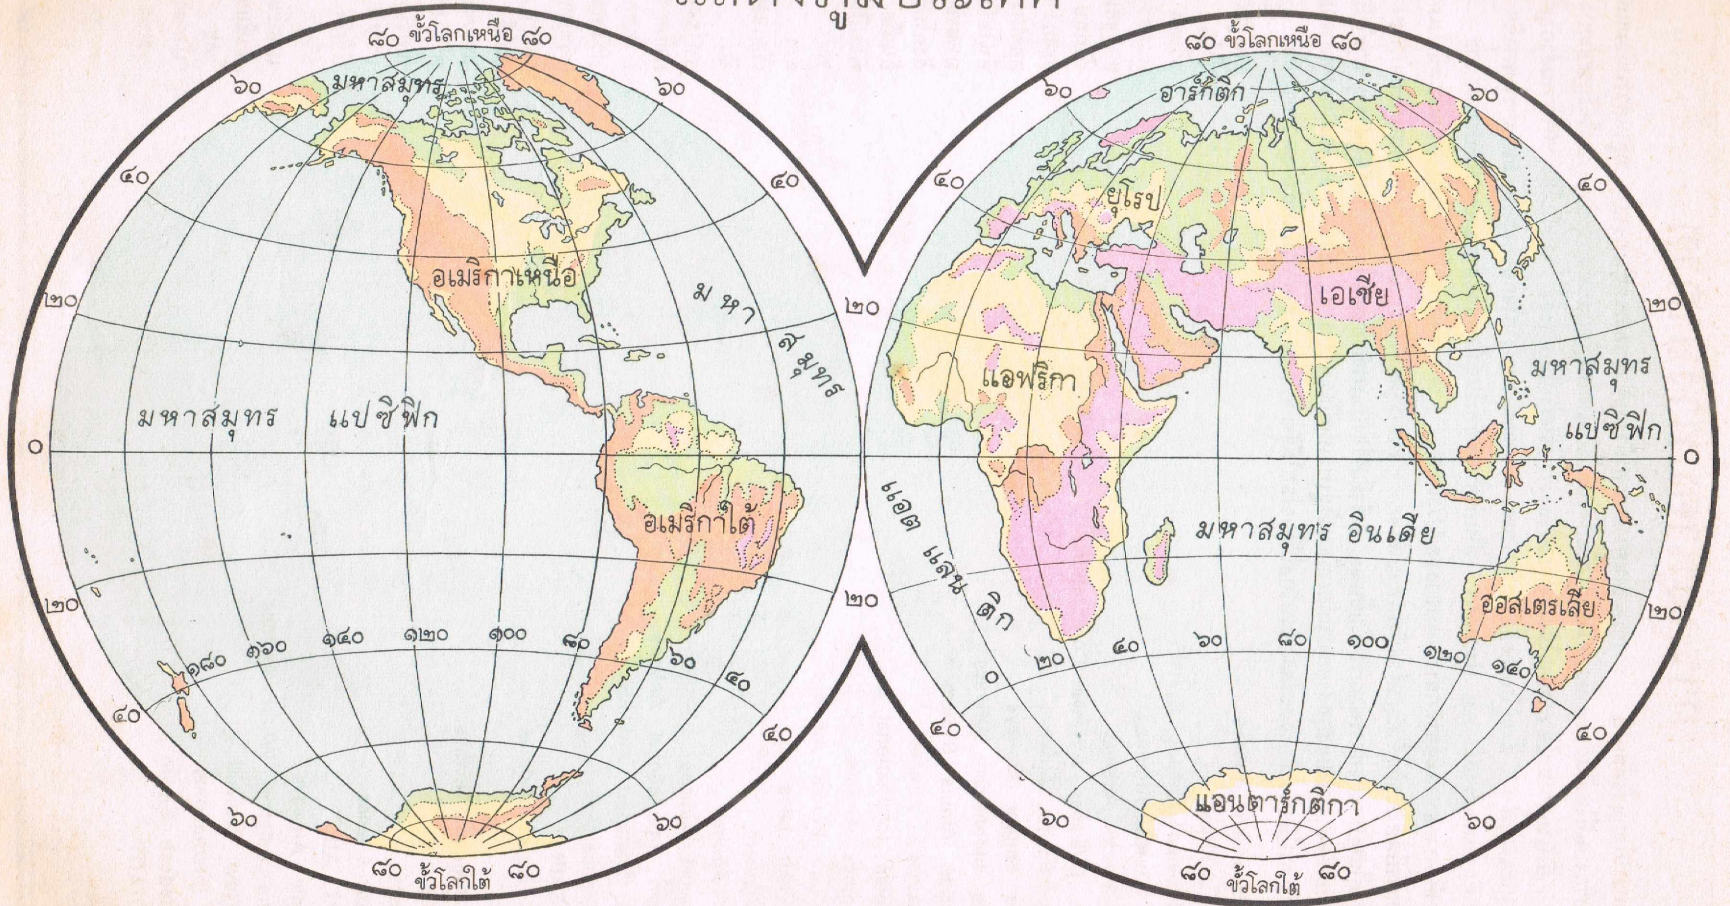 แสดงภูมิประเทศ
๘๐ ขั้วโลกเหนือ ๘๐
๖๐ มหาสมุทร ๖๐
๔๐ ๔๐
อเมริกาเหนือ
มหา
สมุทร
๒๐ ๒๐
มหาสมุทร แปซิฟิก
๐
อเมริกาใต้
๒๐ ๒๐
๑๘๐ ๑๖๐ ๑๔๐ ๑๒๐ ๑๐๐ ๘๐ ๖๐ ๔๐
๔๐ ๔๐
๖๐ ๖๐
๘๐ ๘๐
ขั้วโลกใต้
๘๐ ขั้วโลกเหนือ ๘๐
๖๐ อาร์กติก ๖๐
๔๐ ๔๐
ยุโรป
เอเชีย
๒๐
แอฟริกา
มหาสมุทร
แปซิฟิก
๐
แอต แลน ติก
มหาสมุทร อินเดีย
ออสเตรเลีย
๒๐
๐ ๒๐ ๔๐ ๖๐ ๘๐ ๑๐๐ ๑๒๐ ๑๔๐
๔๐ ๔๐
แอนตาร์กติกา
๖๐ ๖๐
๘๐ ๘๐
ขั้วโลกใต้